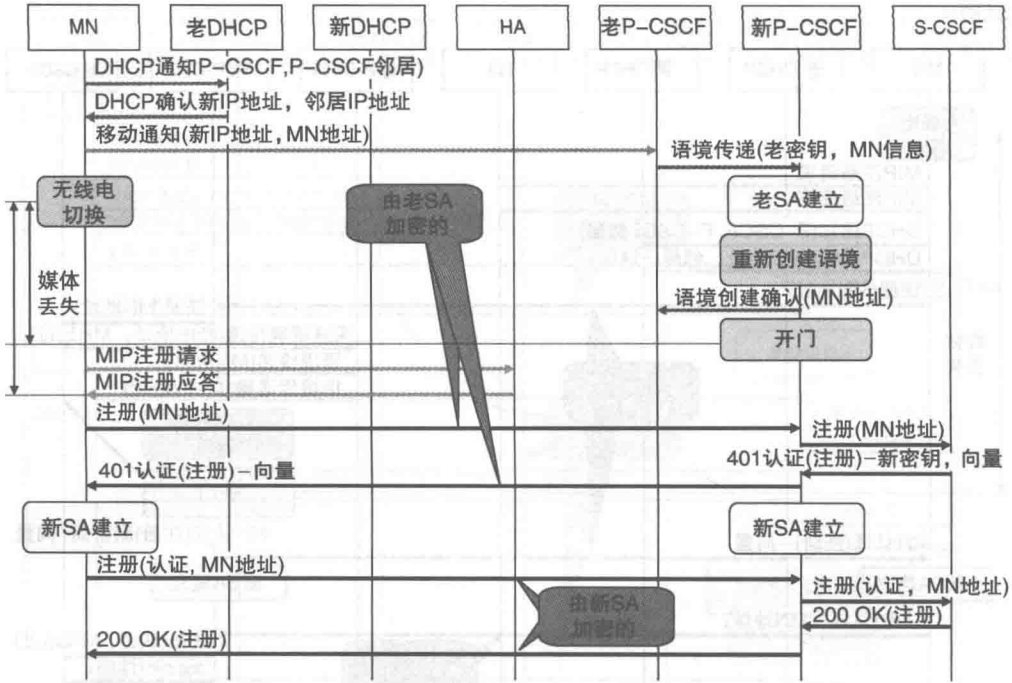 MN 老DHCP 新DHCP HA 老P-CSCF 新P-CSCF S-CSCF
DHCP通知P-CSCF,P-CSCF邻居)
DHCP确认新IP地址，邻居IP地址
移动通知(新IP地址,MN地址)
语境传递(老密钥，MN信息)
无线电
切换
由老SA
加密的
老SA建立
重新创建语境
媒体
丢失
语境创建确认(MN地址)
开门
MIP注册请求
MIP注册应答
注册(MN地址)
注册(MN地址)
401认证(注册)-新密钥，向量
401认证(注册)-向量
新SA建立
新SA建立
注册(认证,MN地址)
注册(认证，MN地址)
由新SA
加密的
200 OK(注册)
200 OK(注册)